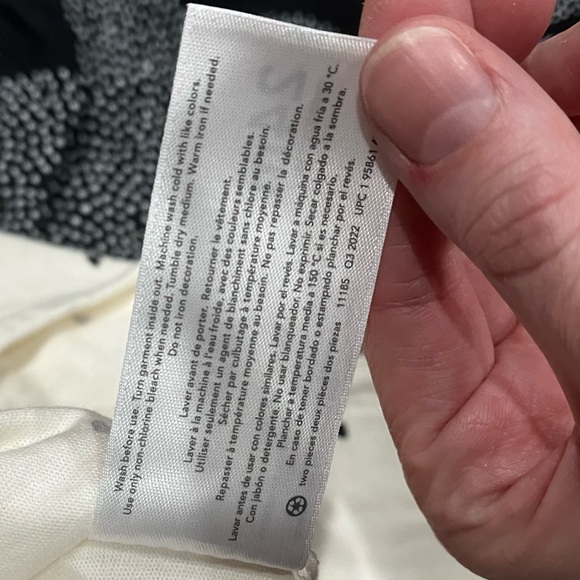 Wash before use. Turn garment inside out. Machine wash cold with like colors.
Use only non-chlorine bleach when needed. Tumble dry medium. Warm iron if needed.
Do not iron decoration.
Laver avant de porter. Retourner le vêtement.
Laver à la machine à l'eau froide, avec des couleurs semblables.
Utiliser seulement un agent de blanchiment sans chlore au besoin.
Sécher par culbutage à température moyenne.
Repasser à température moyenne au besoin. Ne pas repasser la décoration.
Lavar antes de usar con colores similares. Lavar por el revés. Lavar a máquina con agua fría a 30 °C.
Con jabón o detergente. No usar blanqueador. No exprimir. Secar colgado a la sombra.
Planchar a temperatura media a 150 °C si es necesario.
En caso de tener bordado o estampado planchar por el revés.
two pieces deux pièces dos piezas 111BS Q3 2022 UPC 1 95861